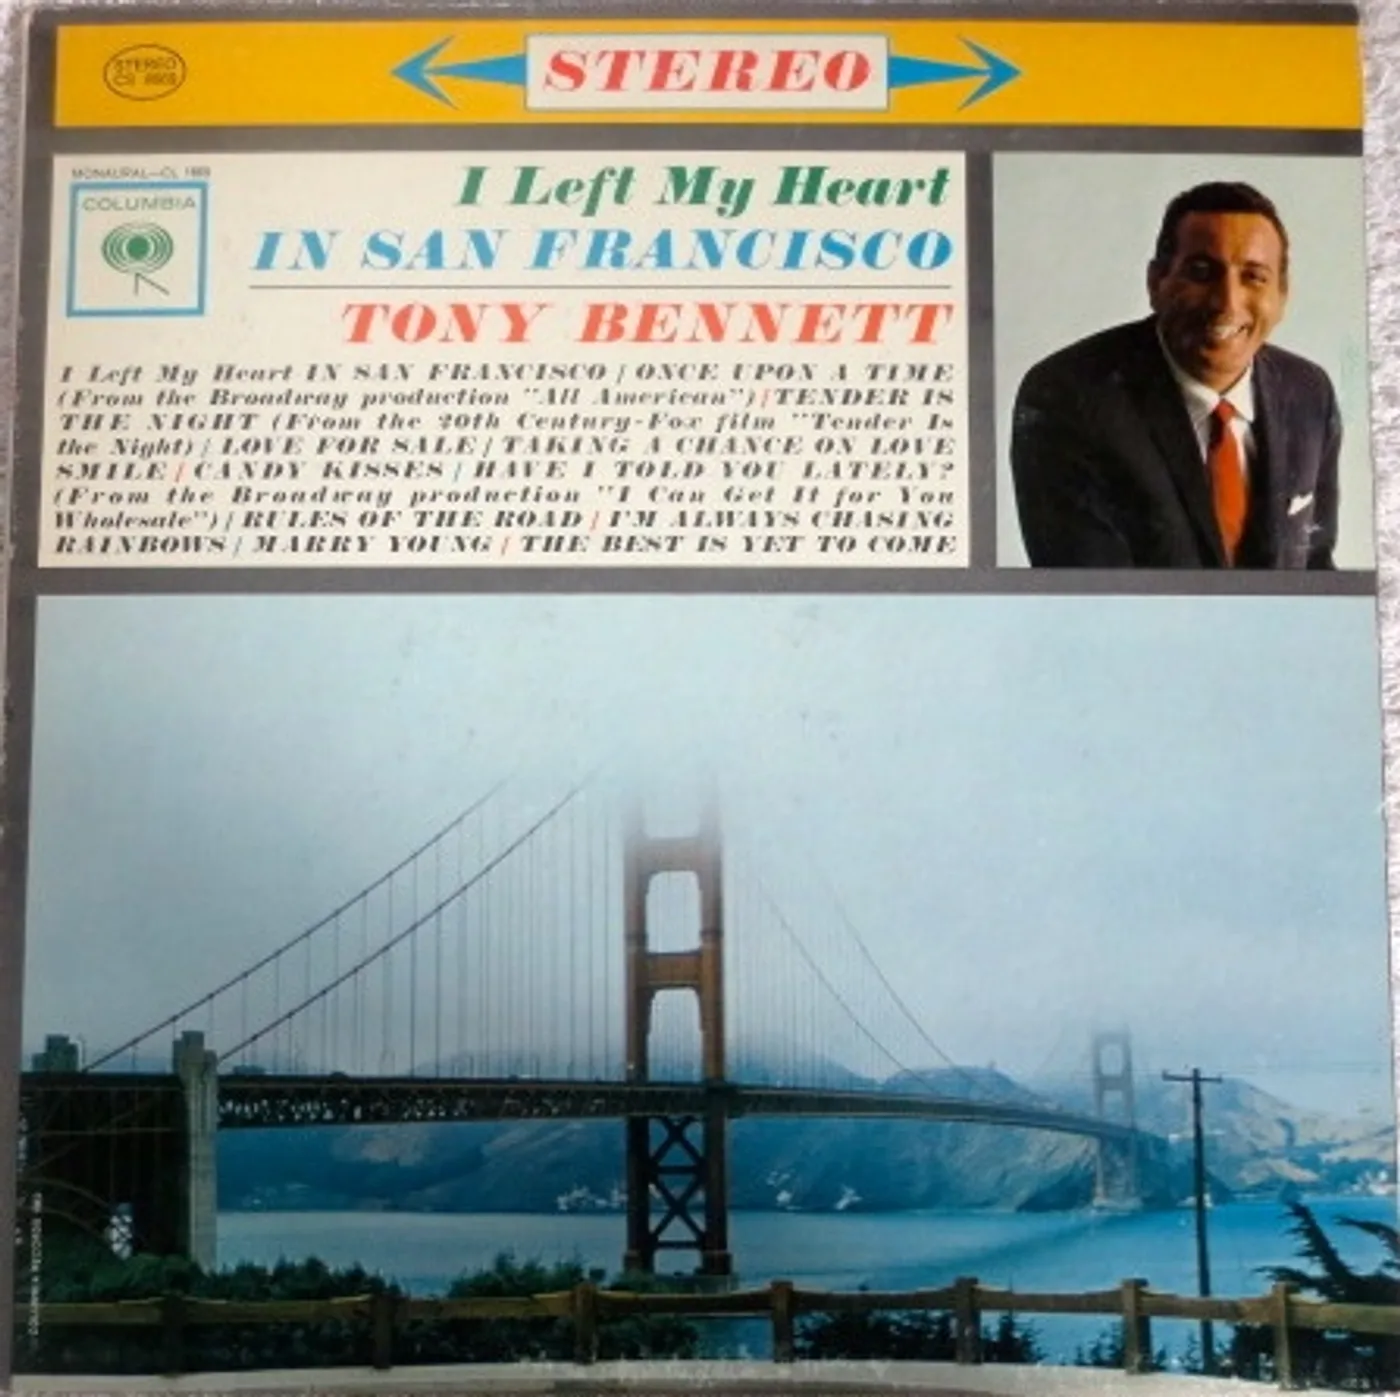 STEREO
CS 8669
STEREO
MONAURAL—CL 1869
COLUMBIA
I Left My Heart
IN SAN FRANCISCO
TONY BENNETT
I Left My Heart IN SAN FRANCISCO / ONCE UPON A TIME
(From the Broadway production "All American") / TENDER IS
THE NIGHT (From the 20th Century-Fox film "Tender Is
the Night) / LOVE FOR SALE / TAKING A CHANCE ON LOVE
SMILE / CANDY KISSES / HAVE I TOLD YOU LATELY?
(From the Broadway production "I Can Get It for You
Wholesale") / RULES OF THE ROAD / I'M ALWAYS CHASING
RAINBOWS / MARRY YOUNG / THE BEST IS YET TO COME
COLUMBIA RECORDS